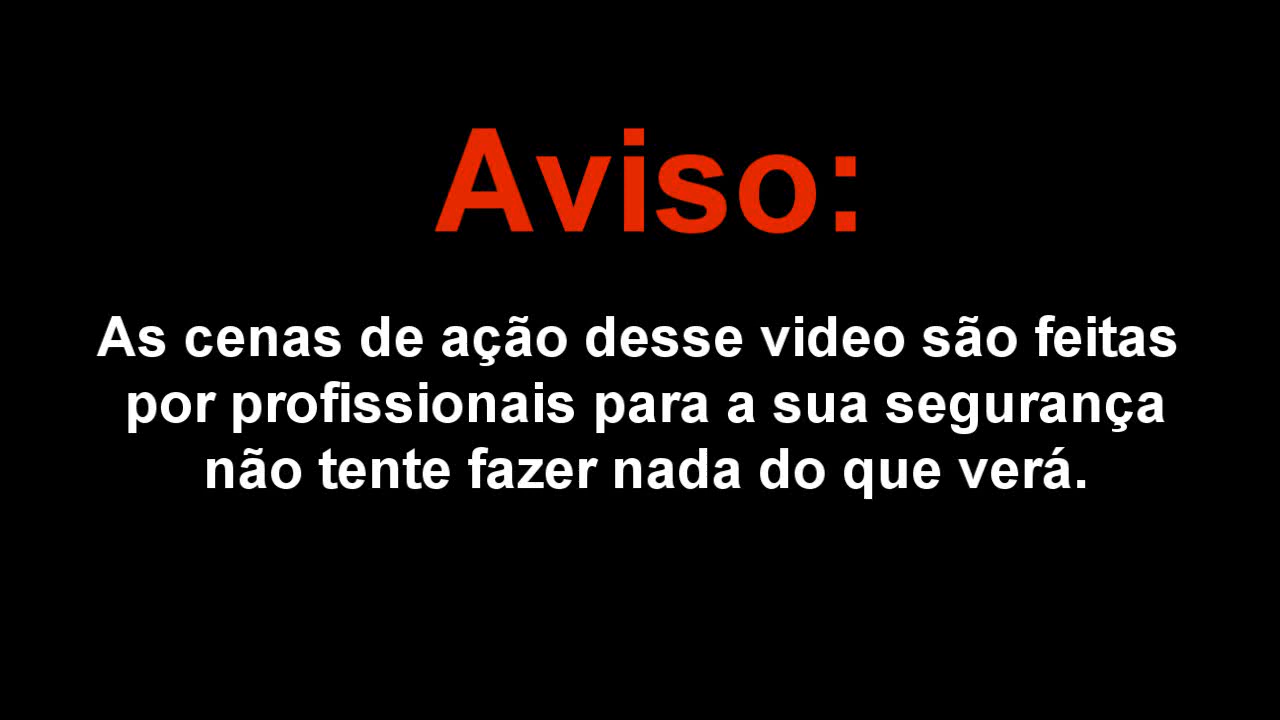 Aviso:
As cenas de ação desse video são feitas
por profissionais para a sua segurança
não tente fazer nada do que verá.